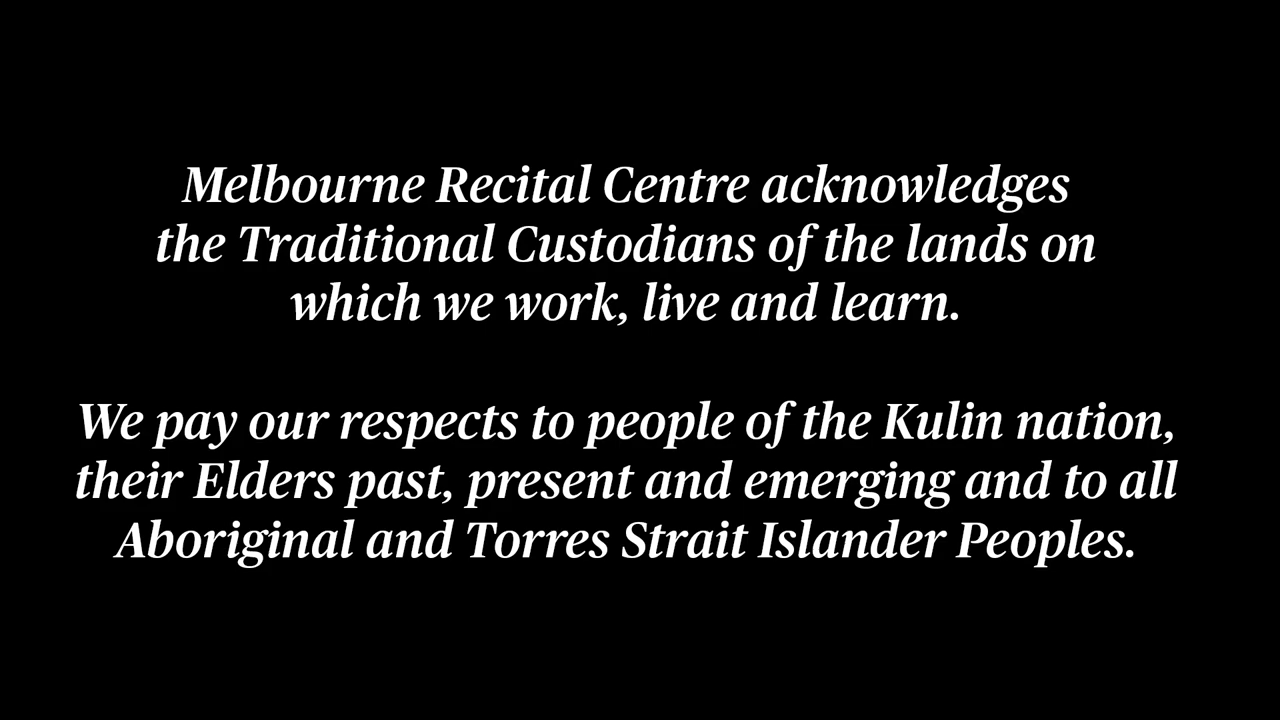 Melbourne Recital Centre acknowledges
the Traditional Custodians of the lands on
which we work, live and learn.
We pay our respects to people of the Kulin nation,
their Elders past, present and emerging and to all
Aboriginal and Torres Strait Islander Peoples.